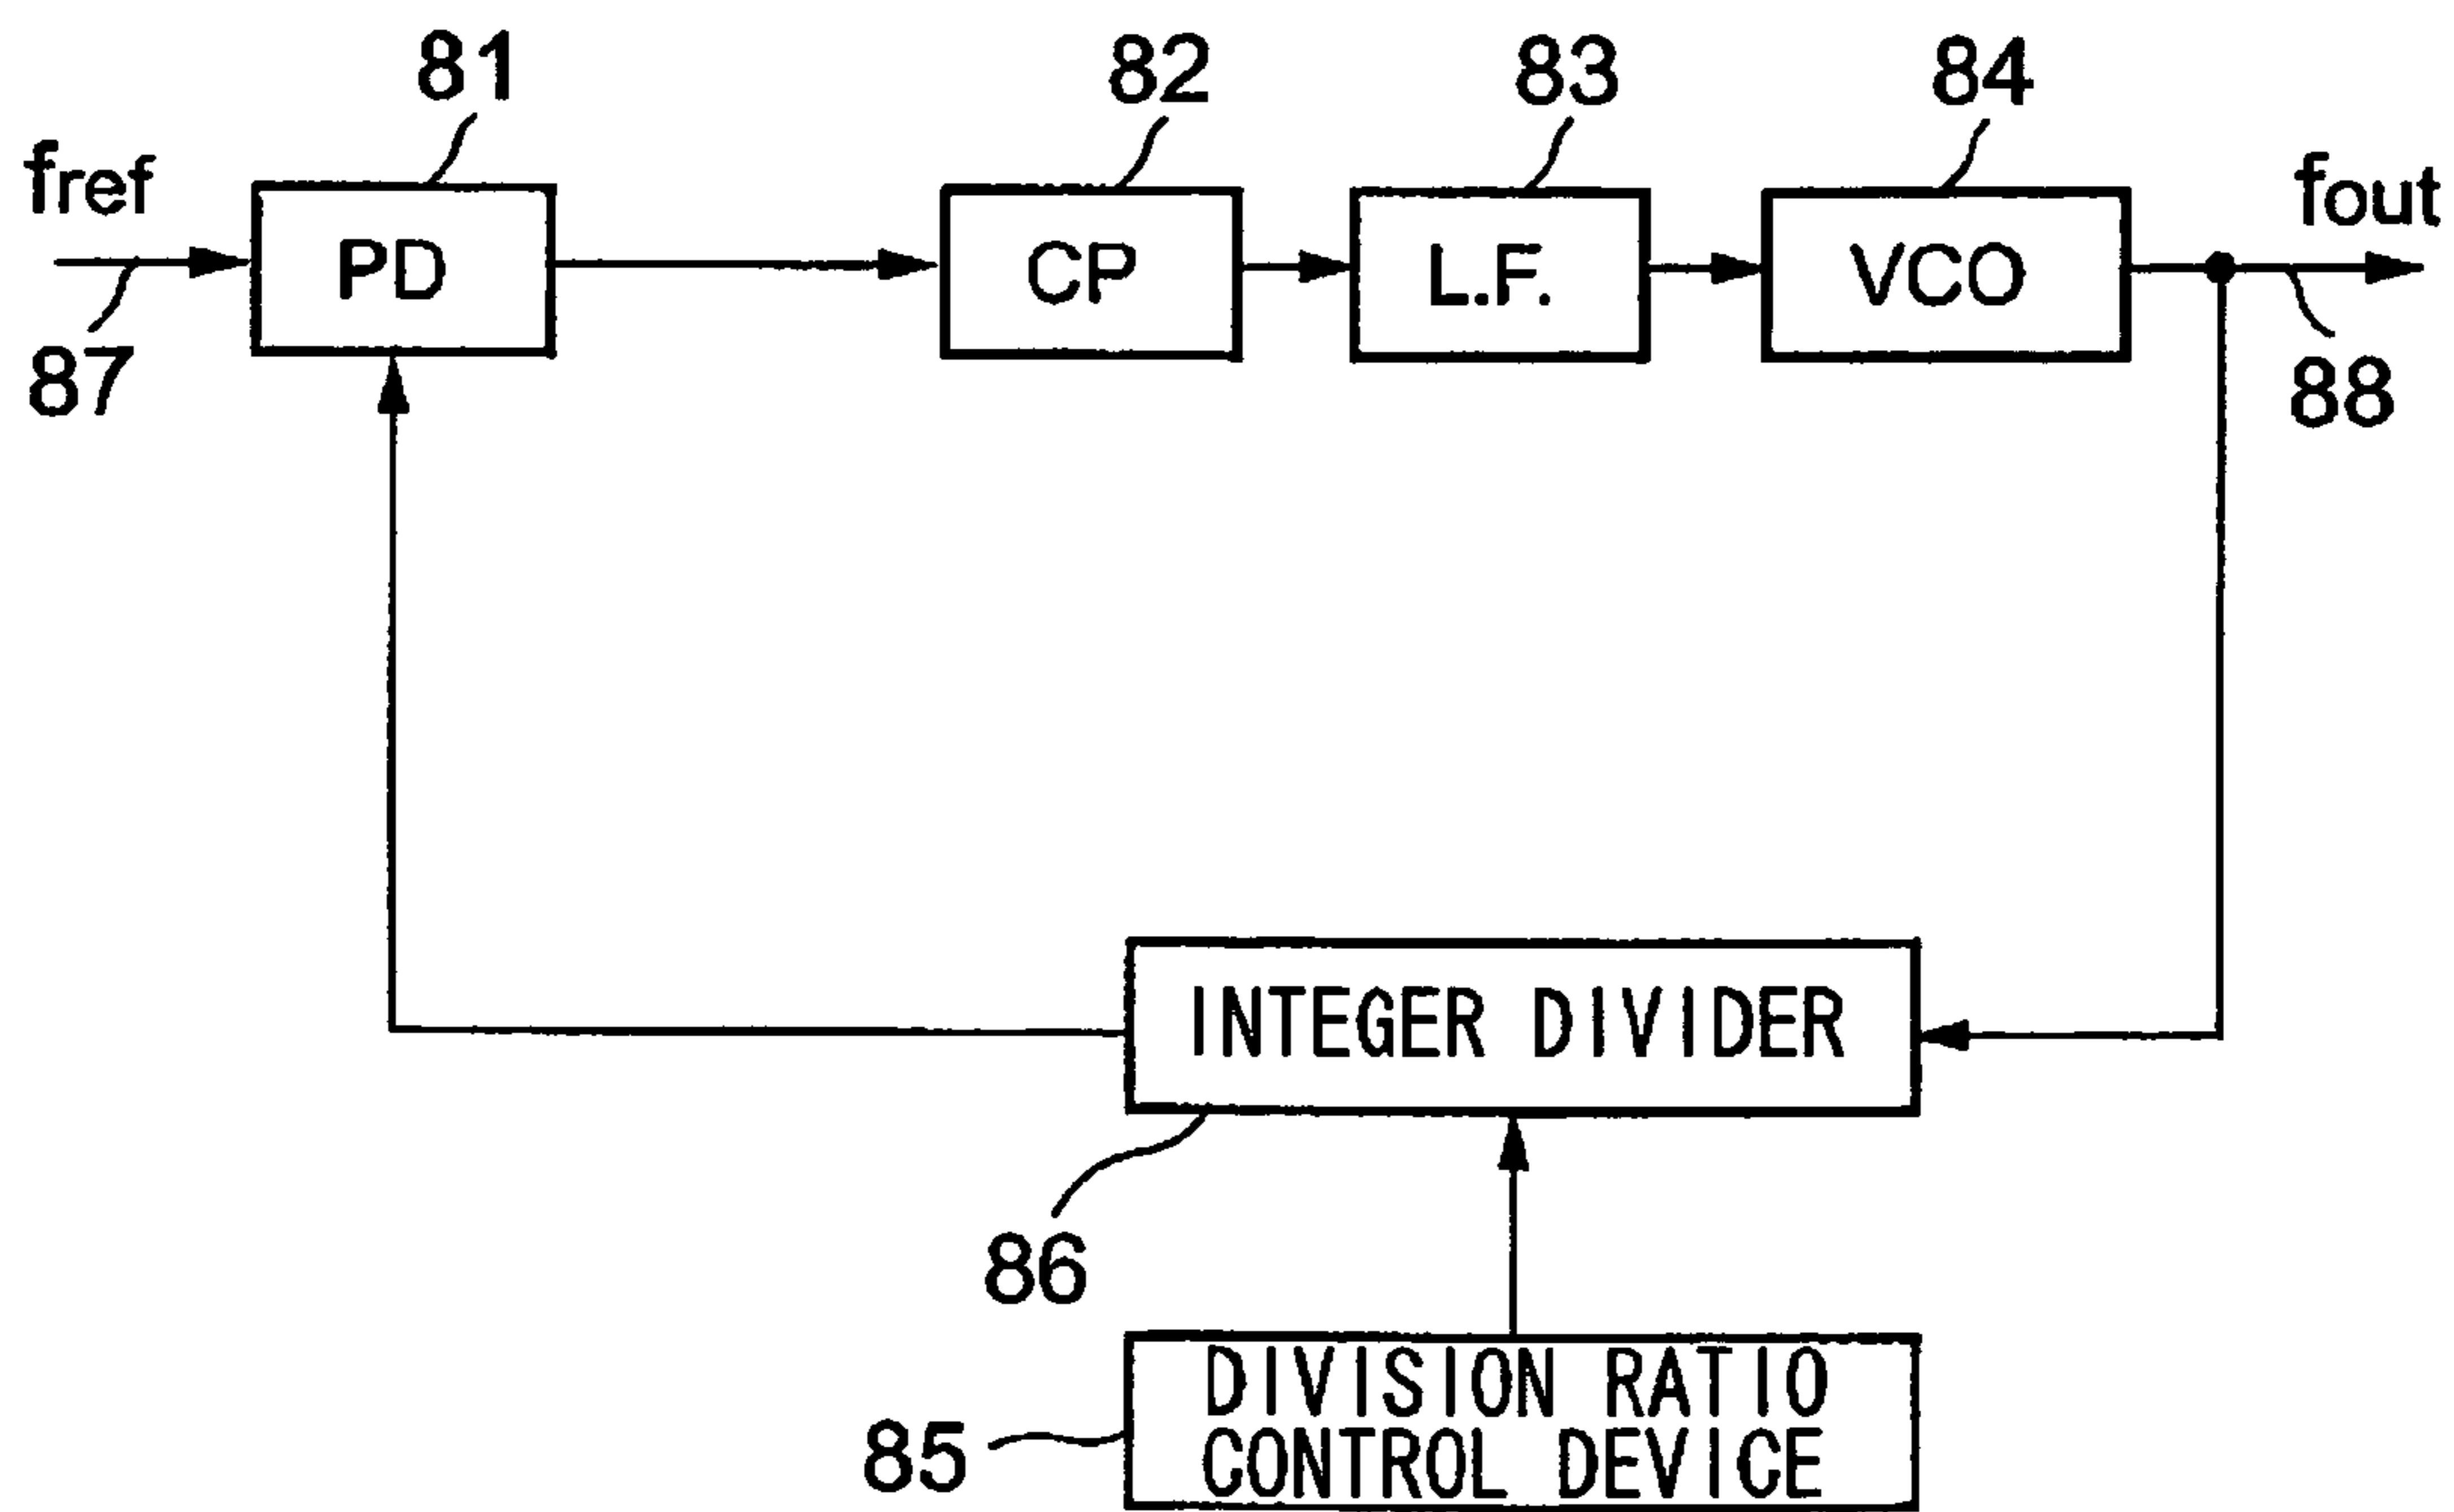 81
82
83
84
fref
fout
PD
CP
L.F.
VCO
87
88
INTEGER DIVIDER
86
DIVISION RATIO
CONTROL DEVICE
85